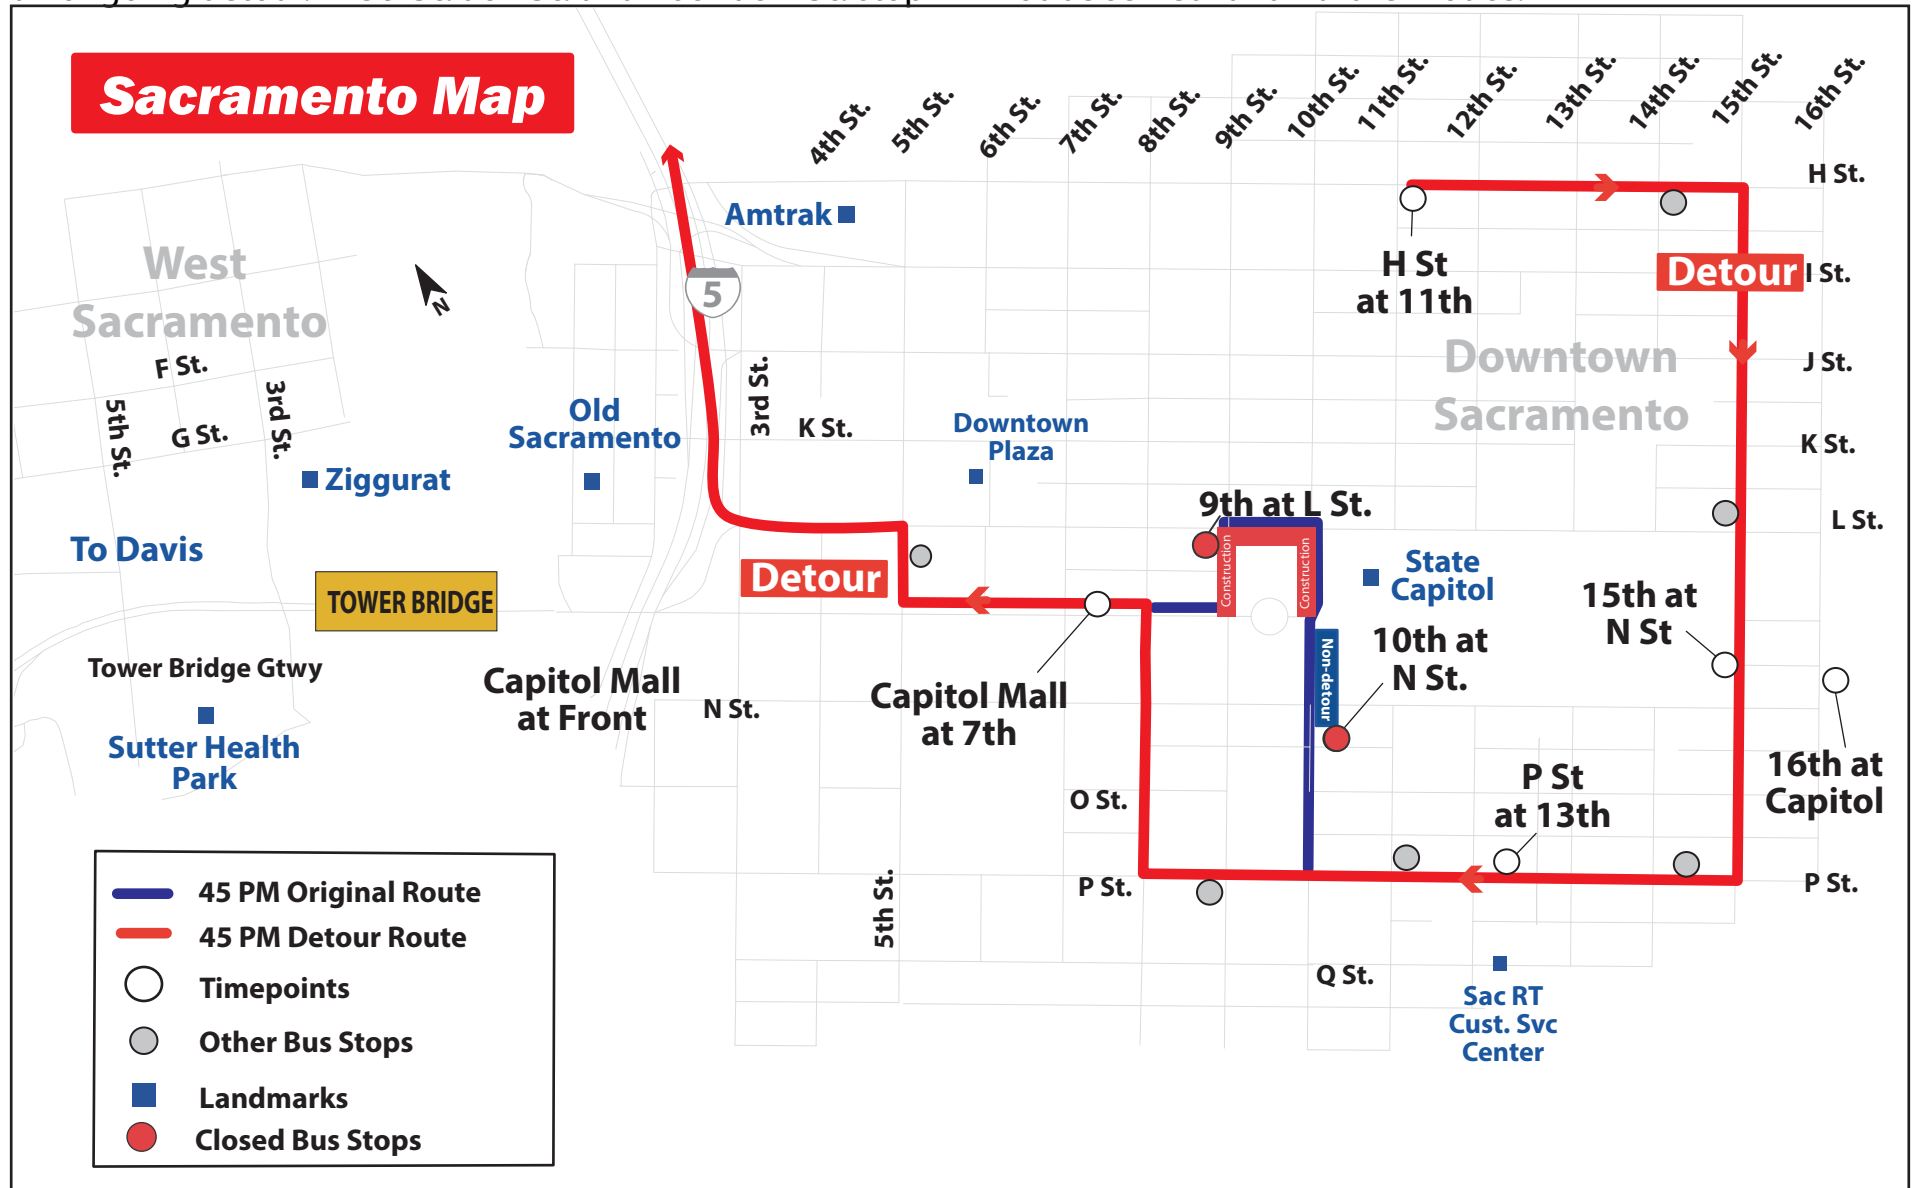 Sacramento Map
4th St.
5th St.
6th St.
7th St.
8th St.
9th St.
10th St.
11th St.
12th St.
13th St.
14th St.
15th St.
16th St.
H St.
Amtrak
West
Sacramento
N
5
H St
at 11th
Detour
I St.
Downtown
Sacramento
J St.
F St.
G St.
5th St.
3rd St.
Old
Sacramento
3rd St.
K St.
Downtown
Plaza
K St.
Ziggurat
9th at L St.
L St.
To Davis
Detour
Construction
Construction
State
Capitol
TOWER BRIDGE
15th at
N St
Tower Bridge Gtwy
Capitol Mall
at Front
N St.
Capitol Mall
at 7th
Non-detour
10th at
N St.
Sutter Health
Park
O St.
P St
at 13th
16th at
Capitol
P St.
P St.
5th St.
Q St.
Sac RT
Cust. Svc
Center
45 PM Original Route
45 PM Detour Route
Timepoints
Other Bus Stops
Landmarks
Closed Bus Stops